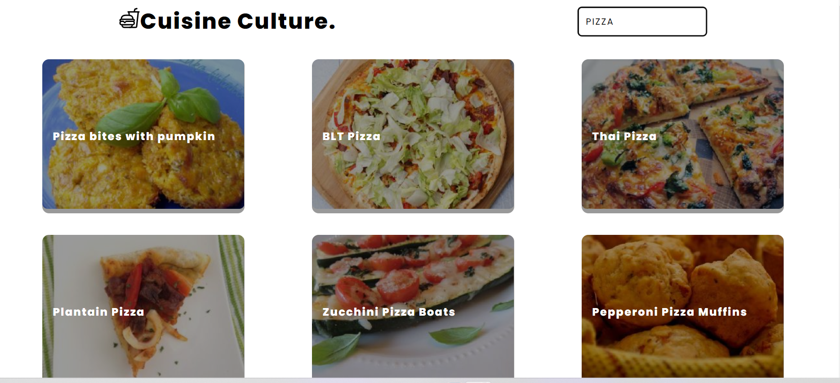 Cuisine Culture.
PIZZA
Pizza bites with pumpkin
BLT Pizza
Thai Pizza
Plantain Pizza
Zucchini Pizza Boats
Pepperoni Pizza Muffins